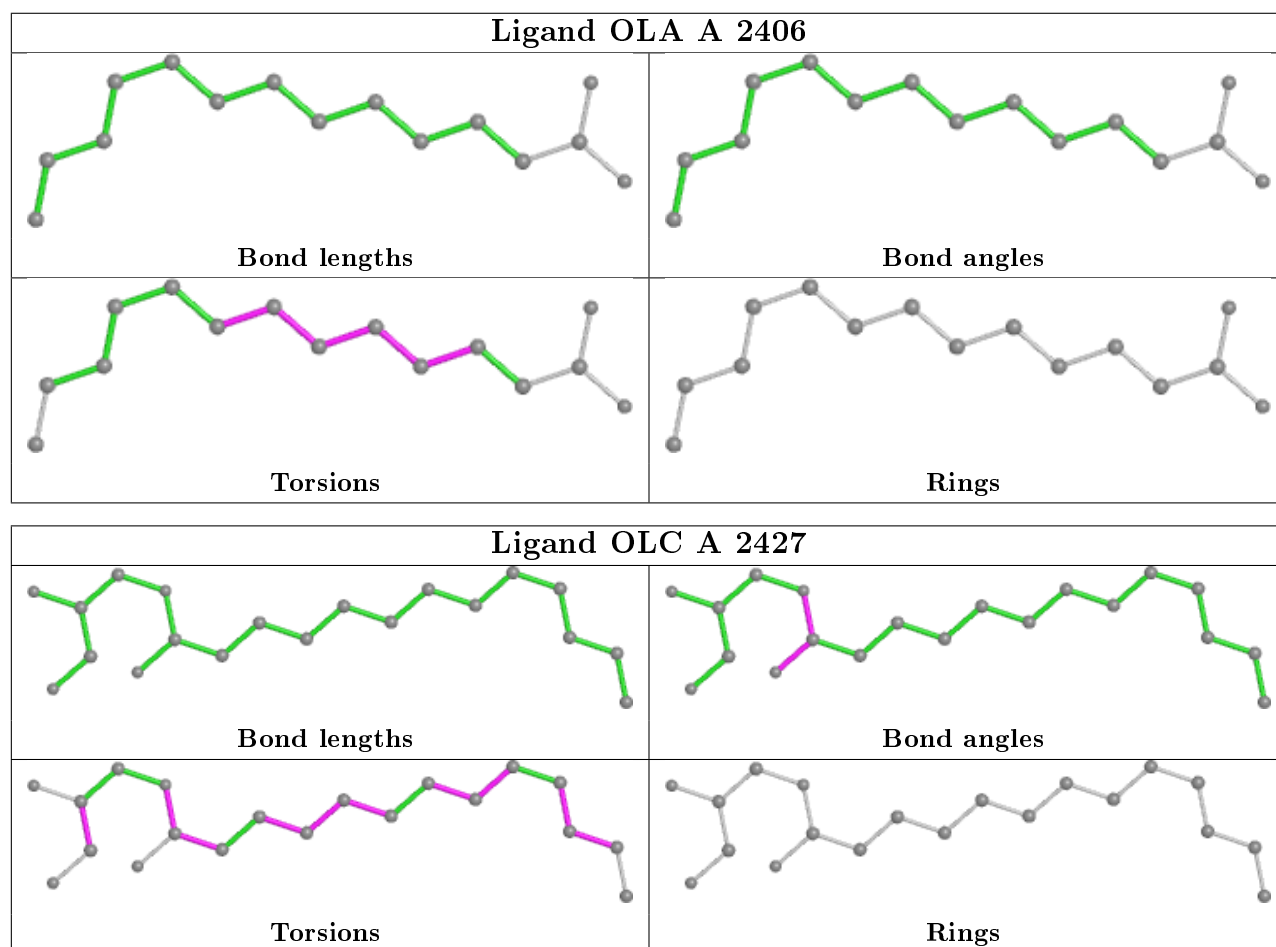 Ligand OLA A 2406
Bond lengths
Bond angles
Torsions
Rings
Ligand OLC A 2427
Bond lengths
Bond angles
Torsions
Rings